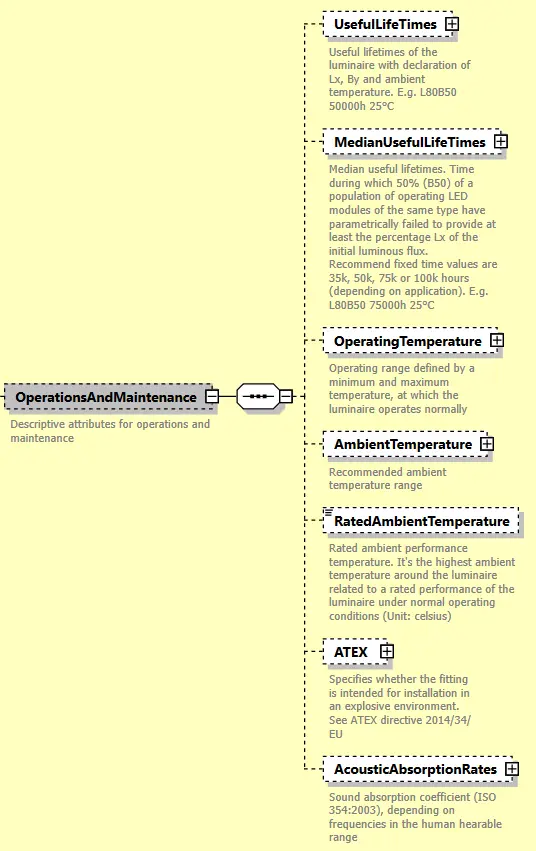 UsefulLifeTimes
Useful lifetimes of the
luminaire with declaration of
Lx, By and ambient
temperature. E.g. L80B50
50000h 25°C
MedianUsefulLifeTimes
Median useful lifetimes. Time
during which 50% (B50) of a
population of operating LED
modules of the same type have
parametrically failed to provide at
least the percentage Lx of the
initial luminous flux.
Recommend fixed time values are
35k, 50k, 75k or 100k hours
(depending on application). E.g.
L80B50 75000h 25°C
OperatingTemperature
Operating range defined by a
minimum and maximum
temperature, at which the
luminaire operates normally
OperationsAndMaintenance
Descriptive attributes for operations and
maintenance
AmbientTemperature
Recommended ambient
temperature range
RatedAmbientTemperature
Rated ambient performance
temperature. It's the highest ambient
temperature around the luminaire
related to a rated performance of the
luminaire under normal operating
conditions (Unit: celsius)
ATEX
Specifies whether the fitting
is intended for installation in
an explosive environment.
See ATEX directive 2014/34/
EU
AcousticAbsorptionRates
Sound absorption coefficient (ISO
354:2003), depending on
frequencies in the human hearable
range